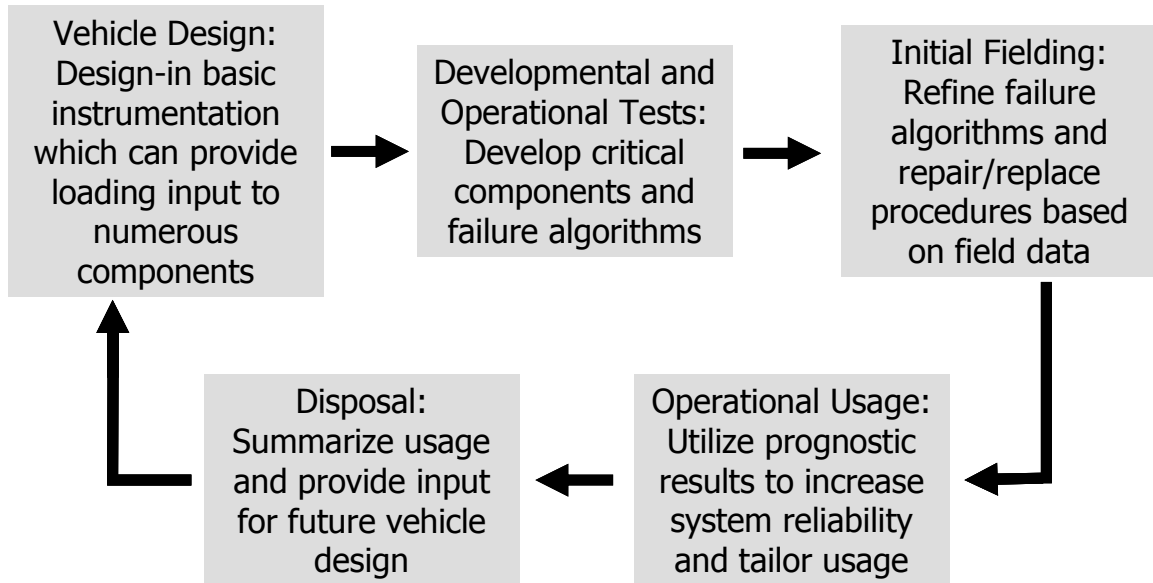 Vehicle Design:
Design-in basic
instrumentation
which can provide
loading input to
numerous
components
Developmental and
Operational Tests:
Develop critical
components and
failure algorithms
Initial Fielding:
Refine failure
algorithms and
repair/replace
procedures based
on field data
Operational Usage:
Utilize prognostic
results to increase
system reliability
and tailor usage
Disposal:
Summarize usage
and provide input
for future vehicle
design